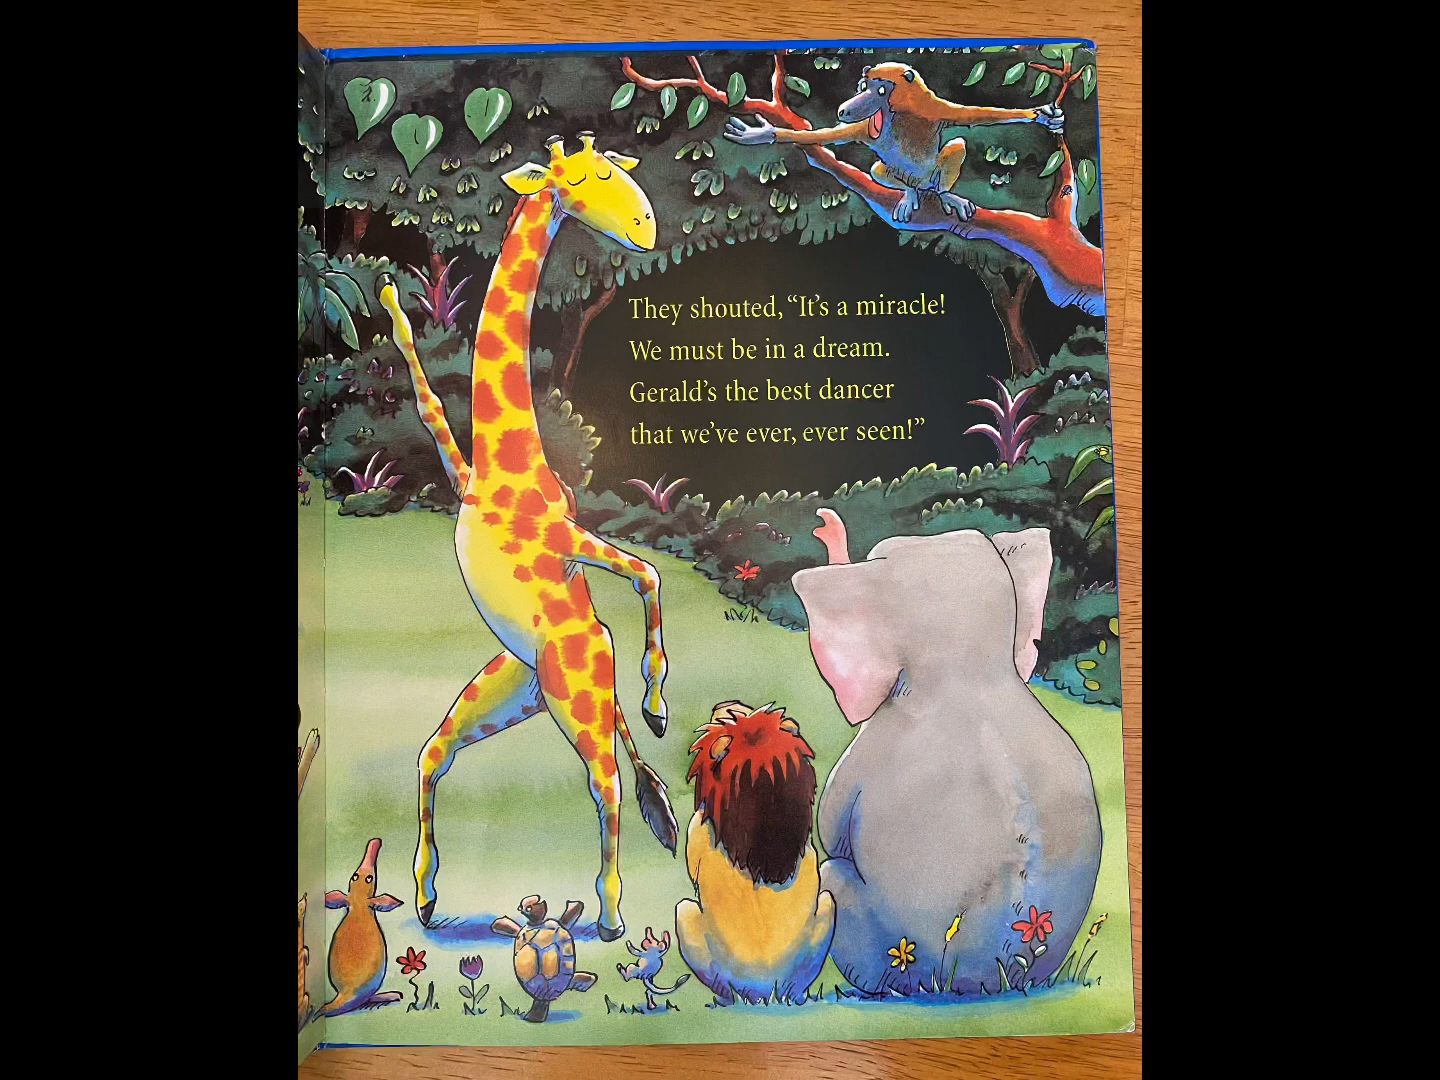 They shouted, “It’s a miracle!
We must be in a dream.
Gerald’s the best dancer
that we’ve ever, ever seen!”